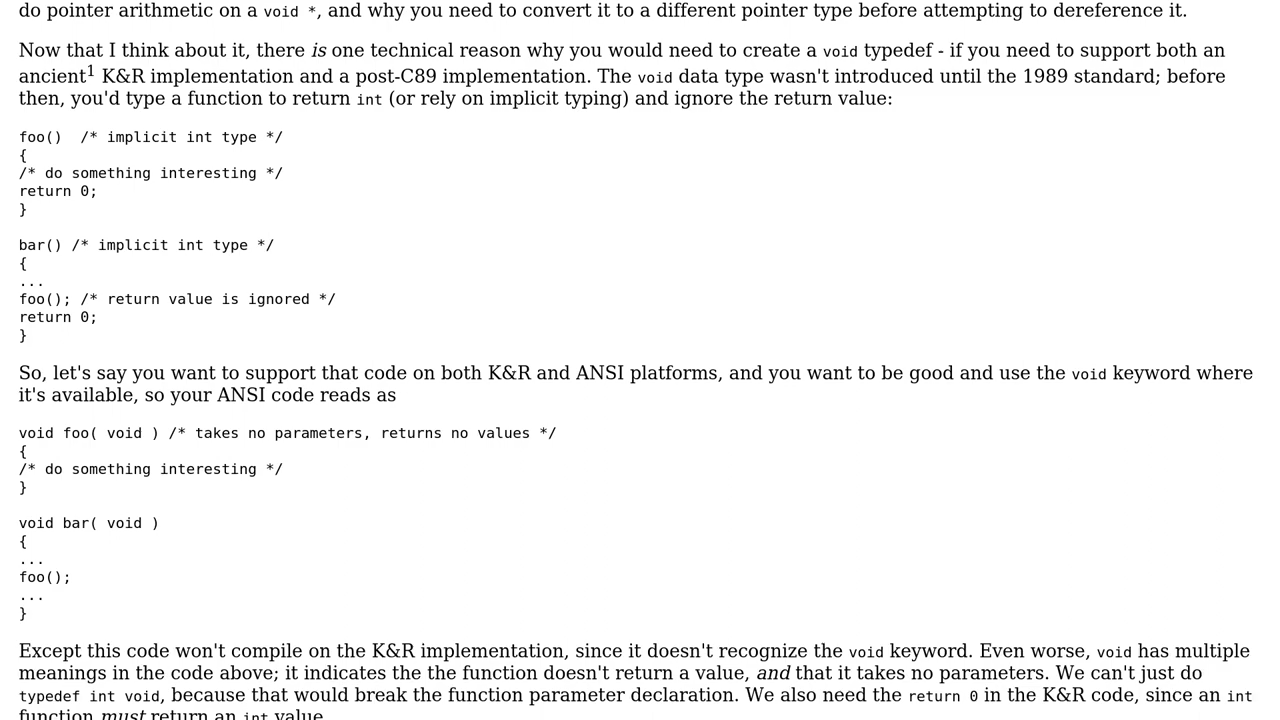 do pointer arithmetic on a void *, and why you need to convert it to a different pointer type before attempting to dereference it.
Now that I think about it, there is one technical reason why you would need to create a void typedef - if you need to support both an
ancient1 K&R implementation and a post-C89 implementation. The void data type wasn't introduced until the 1989 standard; before
then, you'd type a function to return int (or rely on implicit typing) and ignore the return value:
foo()  /* implicit int type */
{
/* do something interesting */
return 0;
}
bar() /* implicit int type */
{
...
foo(); /* return value is ignored */
return 0;
}
So, let's say you want to support that code on both K&R and ANSI platforms, and you want to be good and use the void keyword where
it's available, so your ANSI code reads as
void foo( void ) /* takes no parameters, returns no values */
{
/* do something interesting */
}
void bar( void )
{
...
foo();
...
}
Except this code won't compile on the K&R implementation, since it doesn't recognize the void keyword. Even worse, void has multiple
meanings in the code above; it indicates the the function doesn't return a value, and that it takes no parameters. We can't just do
typedef int void, because that would break the function parameter declaration. We also need the return 0 in the K&R code, since an int
function must return an int value.